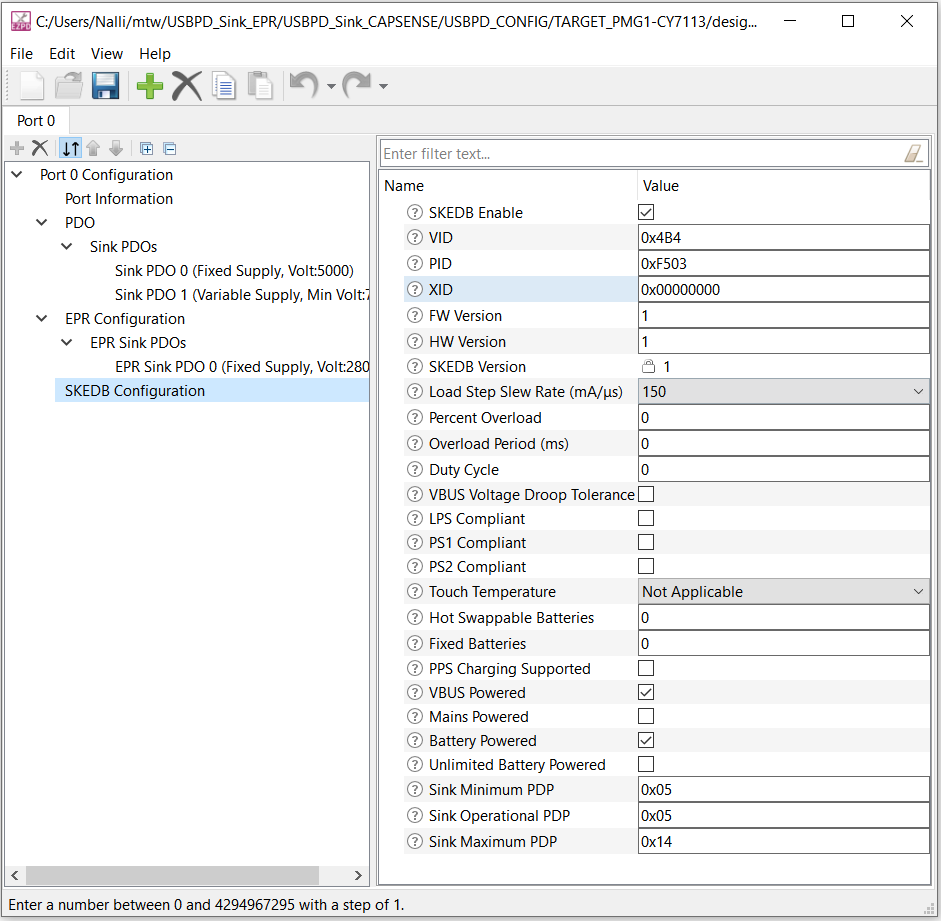 C:/Users/Nalli/mtw/USBPD_Sink_EPR/USBPD_Sink_CAPSENSE/USBPD_CONFIG/TARGET_PMG1-CY7113/desig...
File Edit View Help
Port 0
Port 0 Configuration
Port Information
PDO
Sink PDOs
Sink PDO 0 (Fixed Supply, Volt:5000)
Sink PDO 1 (Variable Supply, Min Volt:7
EPR Configuration
EPR Sink PDOs
EPR Sink PDO 0 (Fixed Supply, Volt:280
SKEDB Configuration
Enter filter text...
Name Value
SKEDB Enable
VID 0x4B4
PID 0xF503
XID 0x00000000
FW Version 1
HW Version 1
SKEDB Version 1
Load Step Slew Rate (mA/µs) 150
Percent Overload 0
Overload Period (ms) 0
Duty Cycle 0
VBUS Voltage Droop Tolerance
LPS Compliant
PS1 Compliant
PS2 Compliant
Touch Temperature Not Applicable
Hot Swappable Batteries 0
Fixed Batteries 0
PPS Charging Supported
VBUS Powered
Mains Powered
Battery Powered
Unlimited Battery Powered
Sink Minimum PDP 0x05
Sink Operational PDP 0x05
Sink Maximum PDP 0x14
Enter a number between 0 and 4294967295 with a step of 1.